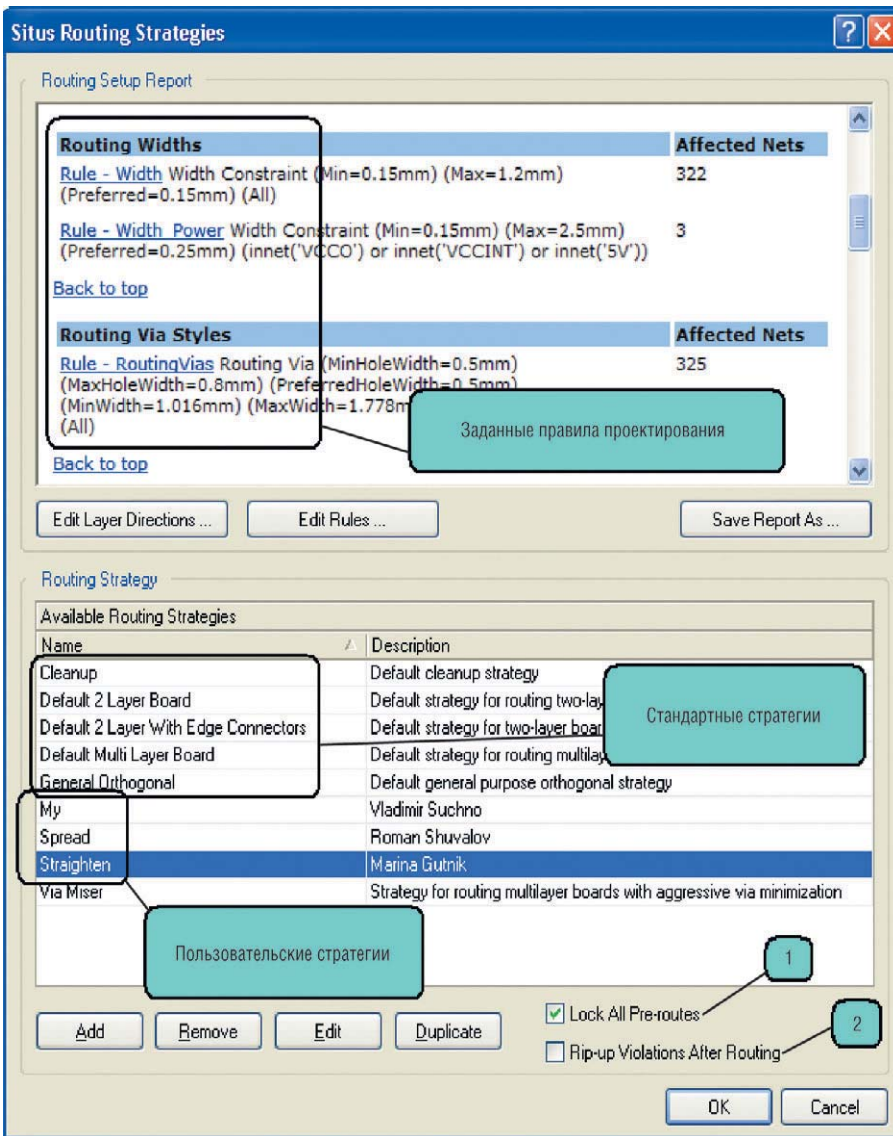 Situs Routing Strategies
Routing Setup Report
Routing Widths Affected Nets
Rule - Width Width Constraint (Min=0.15mm) (Max=1.2mm) 322
(Preferred=0.15mm) (All)
Rule - Width_Power Width Constraint (Min=0.15mm) (Max=2.5mm) 3
(Preferred=0.25mm) (innet('VCCO') or innet('VCCINT') or innet('5V'))
Back to top
Routing Via Styles Affected Nets
Rule - RoutingVias Routing Via (MinHoleWidth=0.5mm) 325
(MaxHoleWidth=0.8mm) (PreferredHoleWidth=0.5mm)
(MinWidth=1.016mm) (MaxWidth=1.778m
(All)
Заданные правила проектирования
Back to top
Edit Layer Directions ... Edit Rules ... Save Report As ...
Routing Strategy
Available Routing Strategies
Name Description
Cleanup Default cleanup strategy
Default 2 Layer Board Default strategy for routing two-lay
Default 2 Layer With Edge Connectors Default strategy for two-layer boar
Стандартные стратегии
Default Multi Layer Board Default strategy for routing multilay
General Orthogonal Default general purpose orthogonal strategy
My Vladimir Suchno
Spread Roman Shuvalov
Straighten Marina Gutnik
Via Miser Strategy for routing multilayer boards with aggressive via minimization
Пользовательские стратегии
1
Add Remove Edit Duplicate
Lock All Pre-routes
2
Rip-up Violations After Routing
OK Cancel